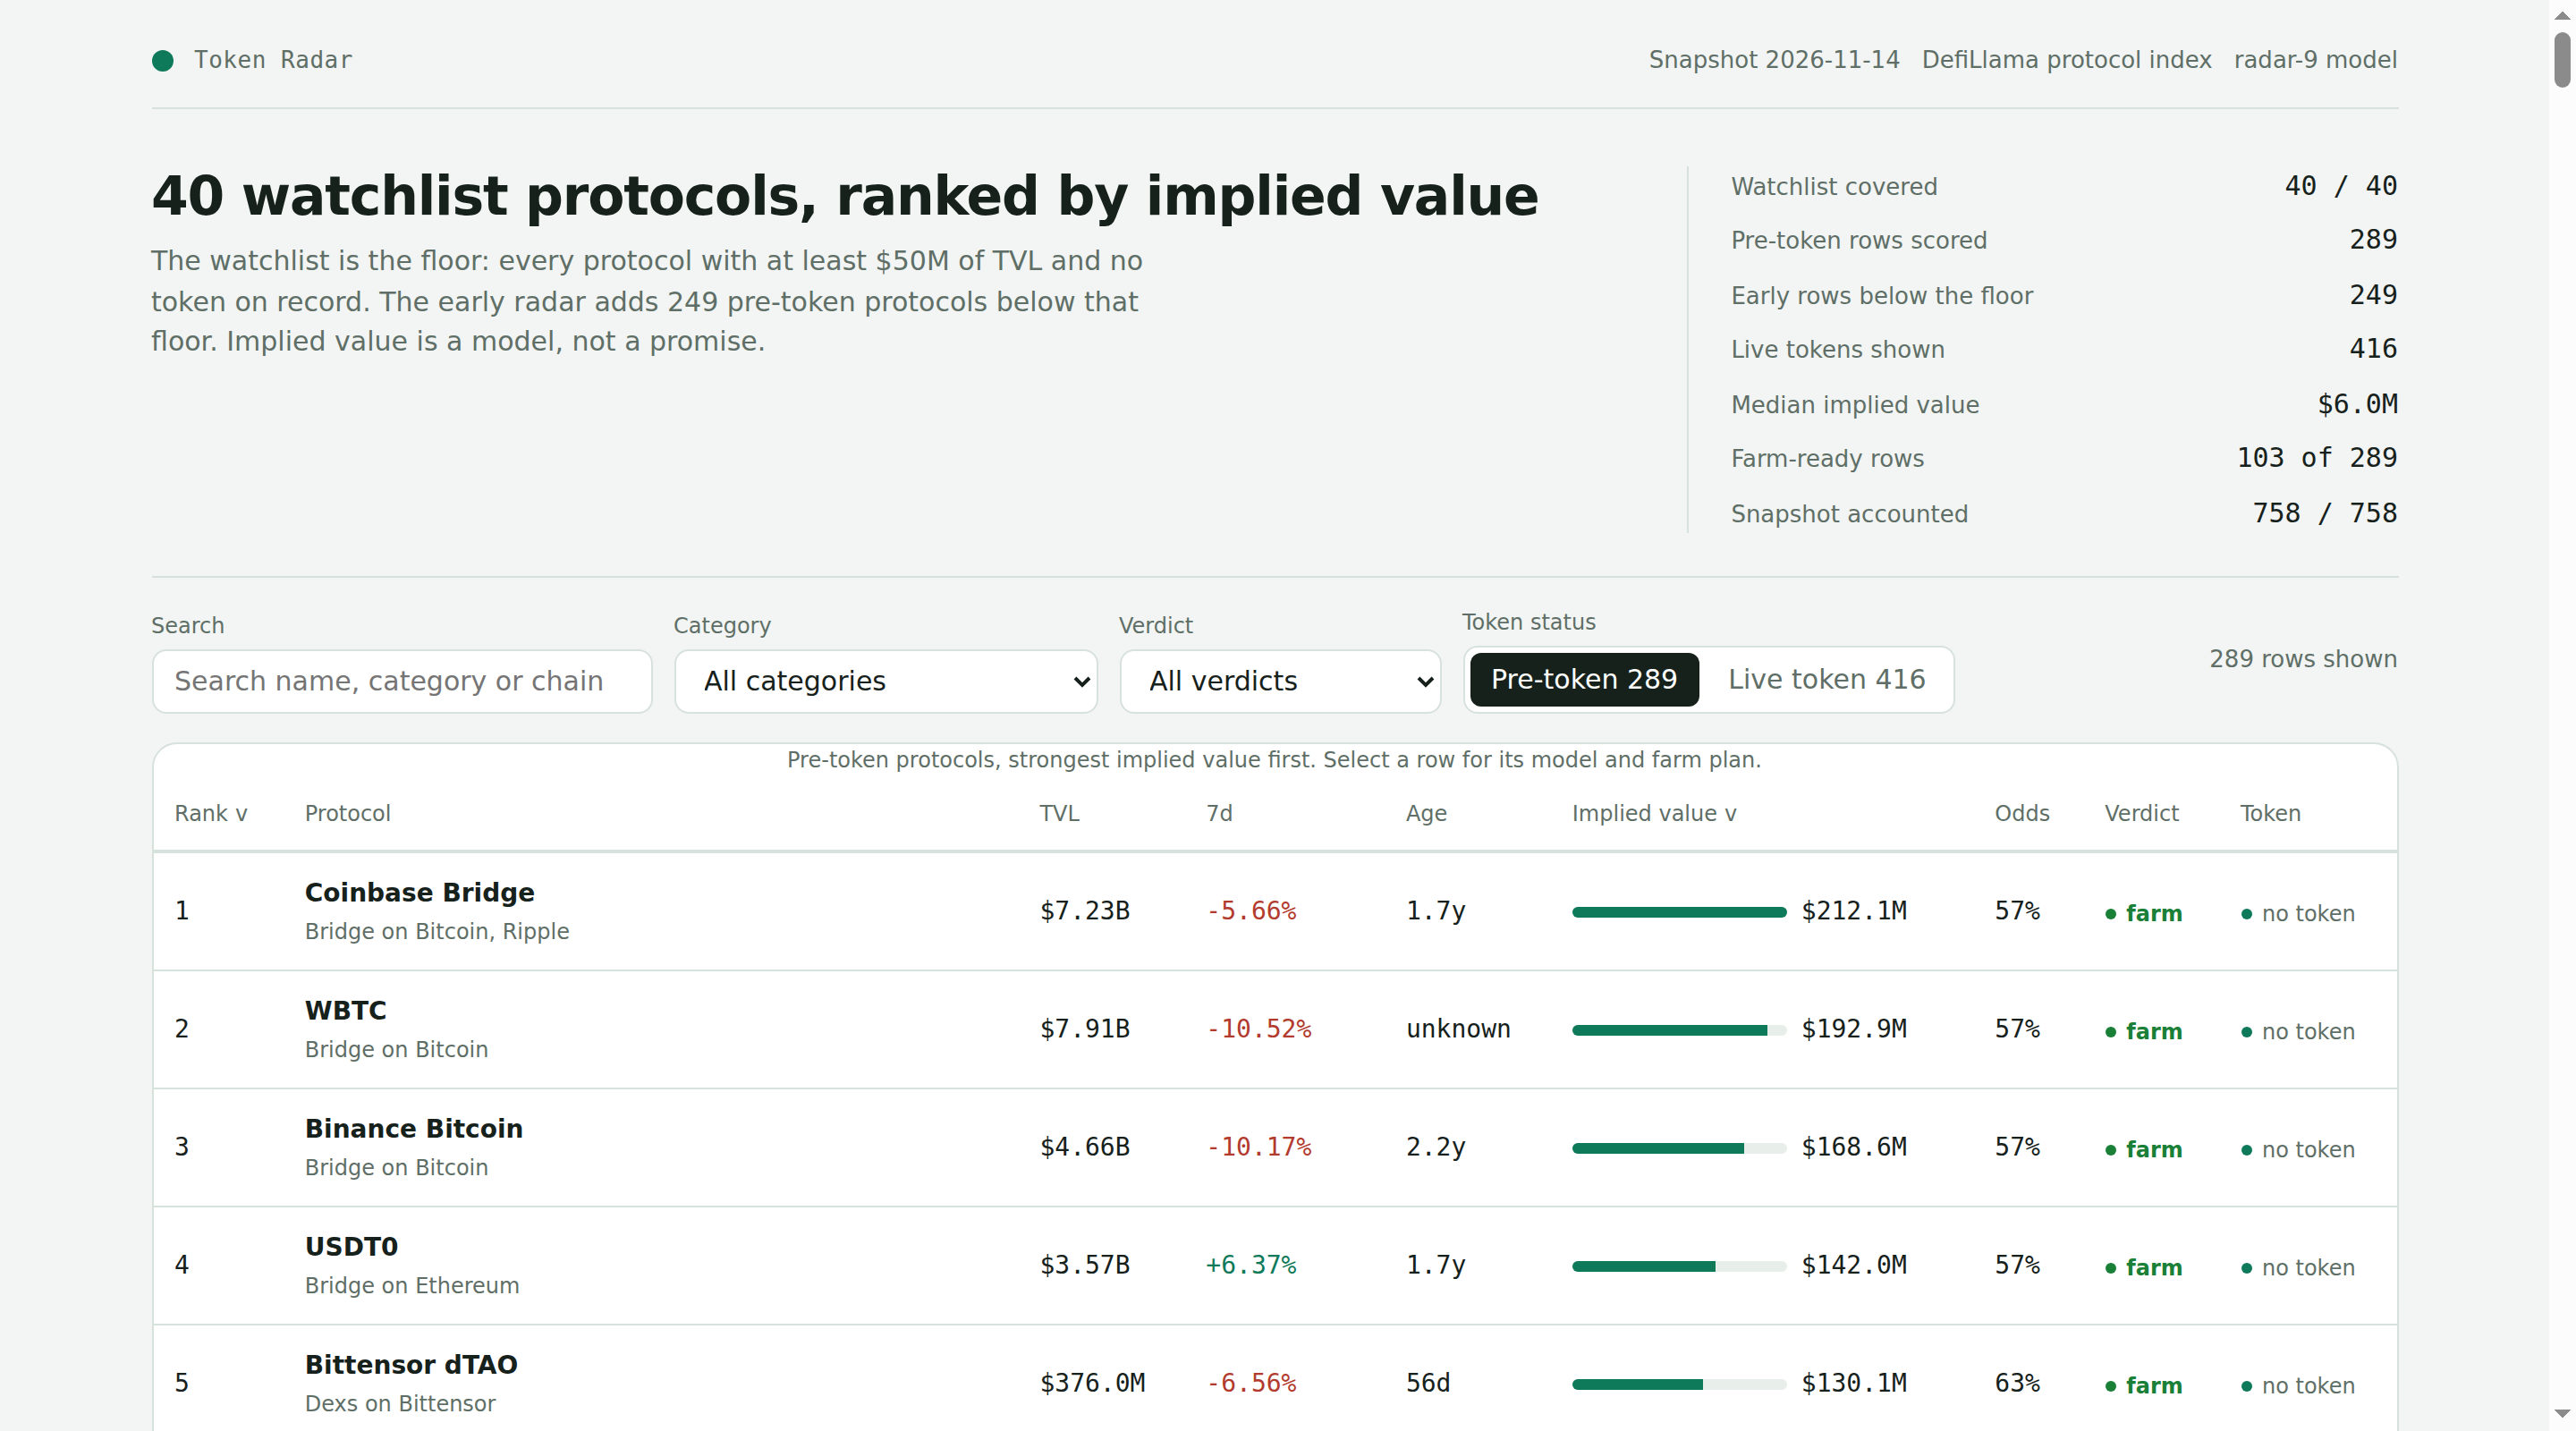 Token Radar
Snapshot 2026-11-14 DefiLlama protocol index radar-9 model
40 watchlist protocols, ranked by implied value
The watchlist is the floor: every protocol with at least $50M of TVL and no
token on record. The early radar adds 249 pre-token protocols below that
floor. Implied value is a model, not a promise.
Watchlist covered 40 / 40
Pre-token rows scored 289
Early rows below the floor 249
Live tokens shown 416
Median implied value $6.0M
Farm-ready rows 103 of 289
Snapshot accounted 758 / 758
Search Category Verdict Token status
Search name, category or chain All categories All verdicts Pre-token 289 Live token 416
289 rows shown
Pre-token protocols, strongest implied value first. Select a row for its model and farm plan.
Rank v Protocol TVL 7d Age Implied value v Odds Verdict Token
1 Coinbase Bridge $7.23B -5.66% 1.7y $212.1M 57% farm no token
Bridge on Bitcoin, Ripple
2 WBTC $7.91B -10.52% unknown $192.9M 57% farm no token
Bridge on Bitcoin
3 Binance Bitcoin $4.66B -10.17% 2.2y $168.6M 57% farm no token
Bridge on Bitcoin
4 USDT0 $3.57B +6.37% 1.7y $142.0M 57% farm no token
Bridge on Ethereum
5 Bittensor dTAO $376.0M -6.56% 56d $130.1M 63% farm no token
Dexs on Bittensor